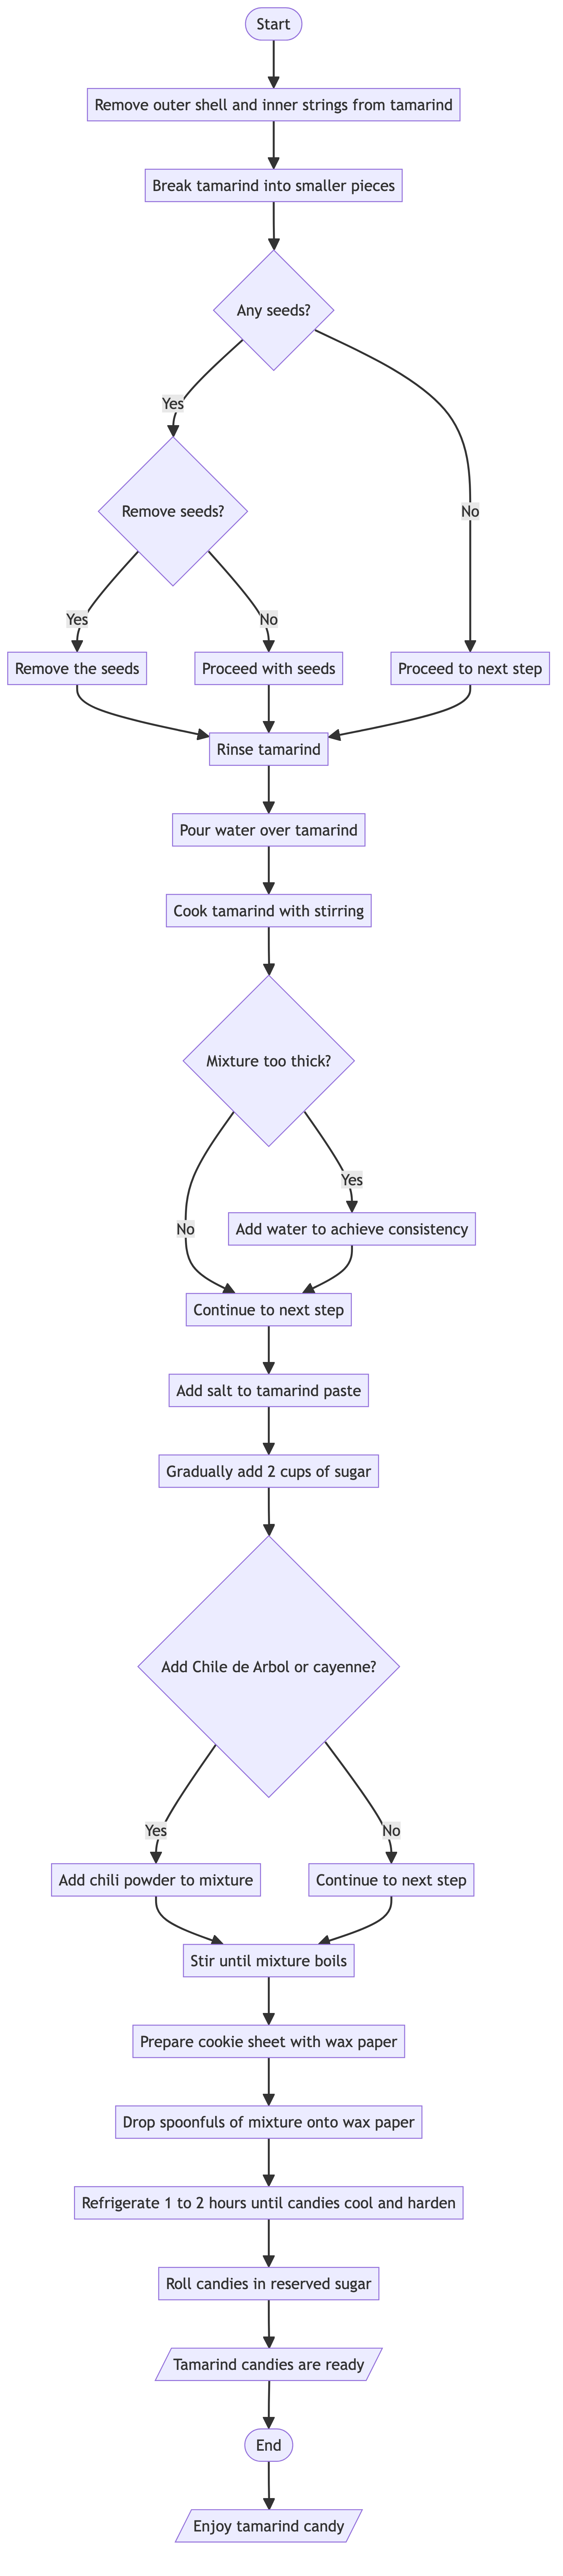 Start
Remove outer shell and inner strings from tamarind
Break tamarind into smaller pieces
Any seeds?
Yes
Remove seeds?
No
Yes
No
Remove the seeds
Proceed with seeds
Proceed to next step
Rinse tamarind
Pour water over tamarind
Cook tamarind with stirring
Mixture too thick?
Yes
No
Add water to achieve consistency
Continue to next step
Add salt to tamarind paste
Gradually add 2 cups of sugar
Add Chile de Arbol or cayenne?
Yes
No
Add chili powder to mixture
Continue to next step
Stir until mixture boils
Prepare cookie sheet with wax paper
Drop spoonfuls of mixture onto wax paper
Refrigerate 1 to 2 hours until candies cool and harden
Roll candies in reserved sugar
Tamarind candies are ready
End
Enjoy tamarind candy